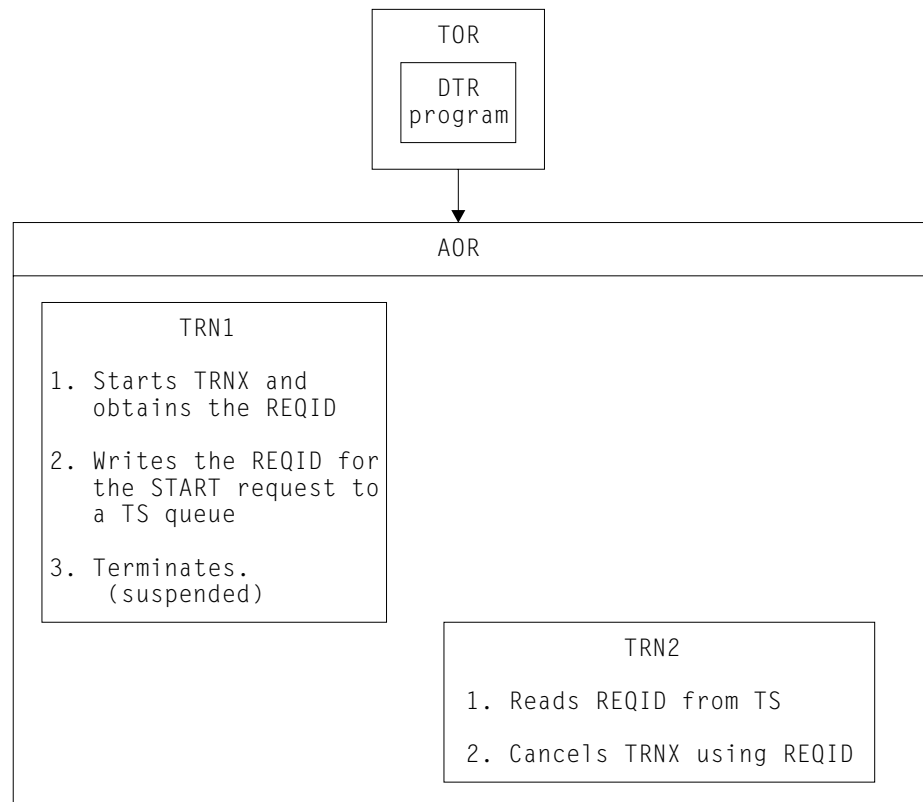 TOR
DTR
program
AOR
TRN1
1. Starts TRNX and
obtains the REQID
2. Writes the REQID for
the START request to
a TS queue
3. Terminates.
(suspended)
TRN2
1. Reads REQID from TS
2. Cancels TRNX using REQID